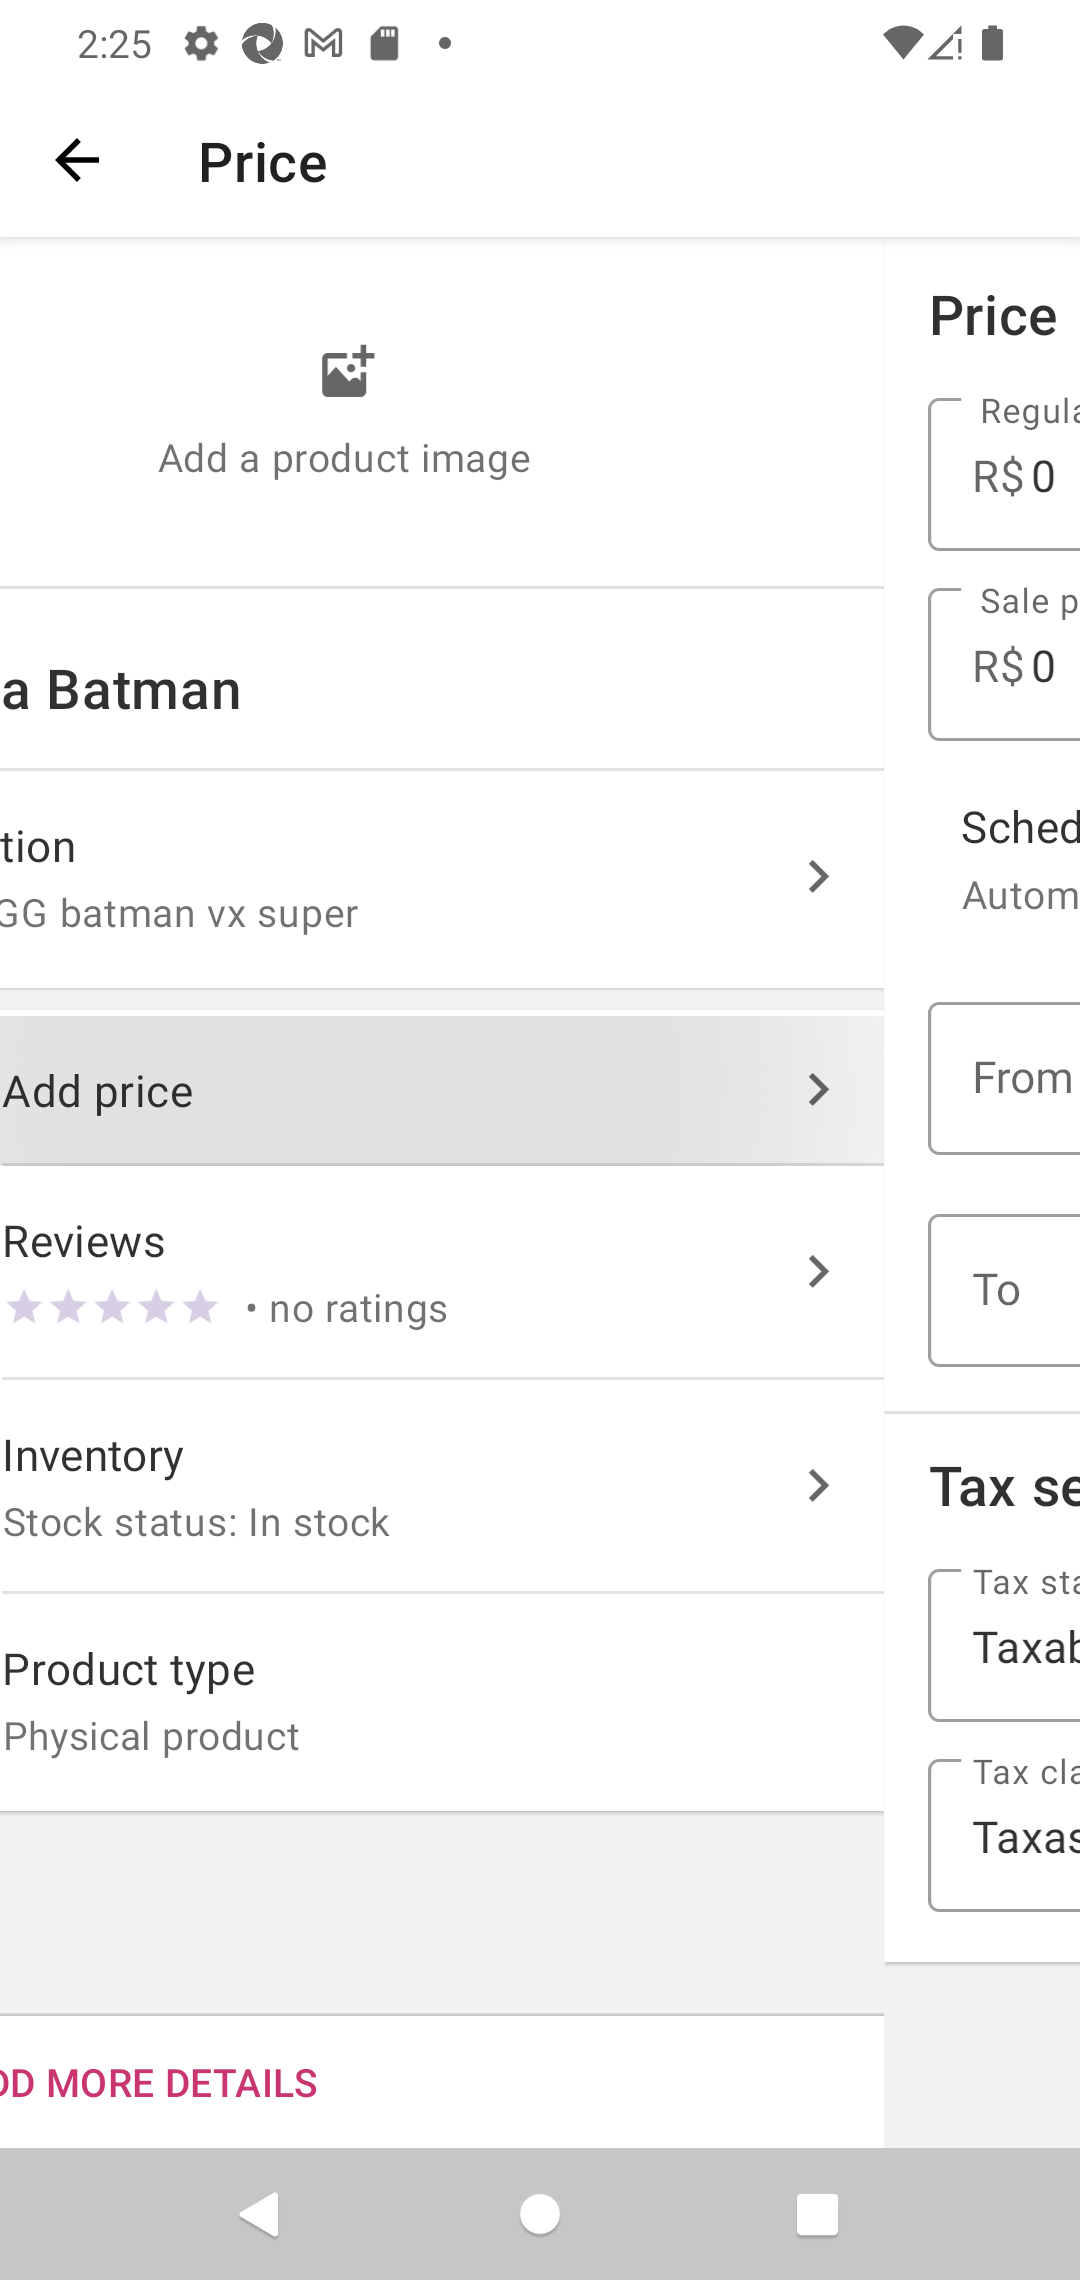 2:25
Price
Add a product image
a Batman
tion
GG batman vx super
Add price
Reviews
• no ratings
Inventory
Stock status: In stock
Product type
Physical product
DD MORE DETAILS
Price
Regula
R$ 0
Sale p
R$ 0
Sched
Autom
From
To
Tax se
Tax sta
Taxab
Tax cla
Taxas